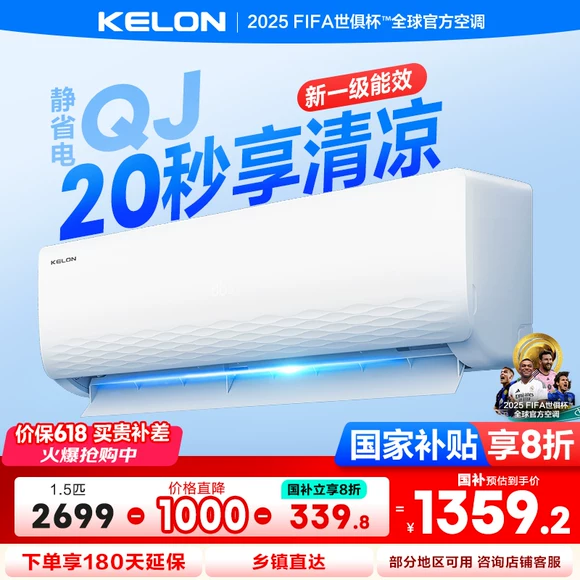 KELON 2025 FIFA世俱杯™全球官方空调
静省电 QJ 新一级能效
20秒享清凉
KELON
2025 FIFA世俱杯™
全球官方空调
价保618 买贵补差
火爆抢购中
国家补贴 享8折
1.5匹 价格直降 国补立享8折 国补 预估到手价
2699 - 1000 - 339.8 = ¥1359.2
下单享180天延保 乡镇直达 部分地区可用 咨询店铺客服